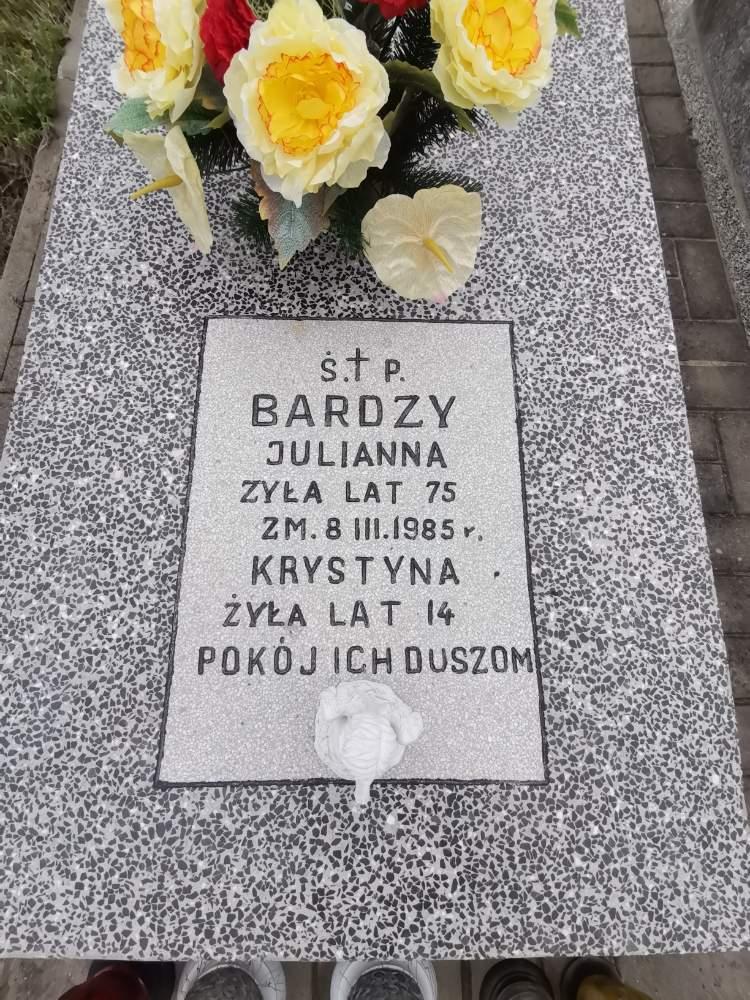 Ś.✝ P.
BARDZY
JULIANNA
ŻYŁA LAT 75
ZM. 8 III. 1985 r.
KRYSTYNA
ŻYŁA LAT 14
POKÓJ ICH DUSZOM